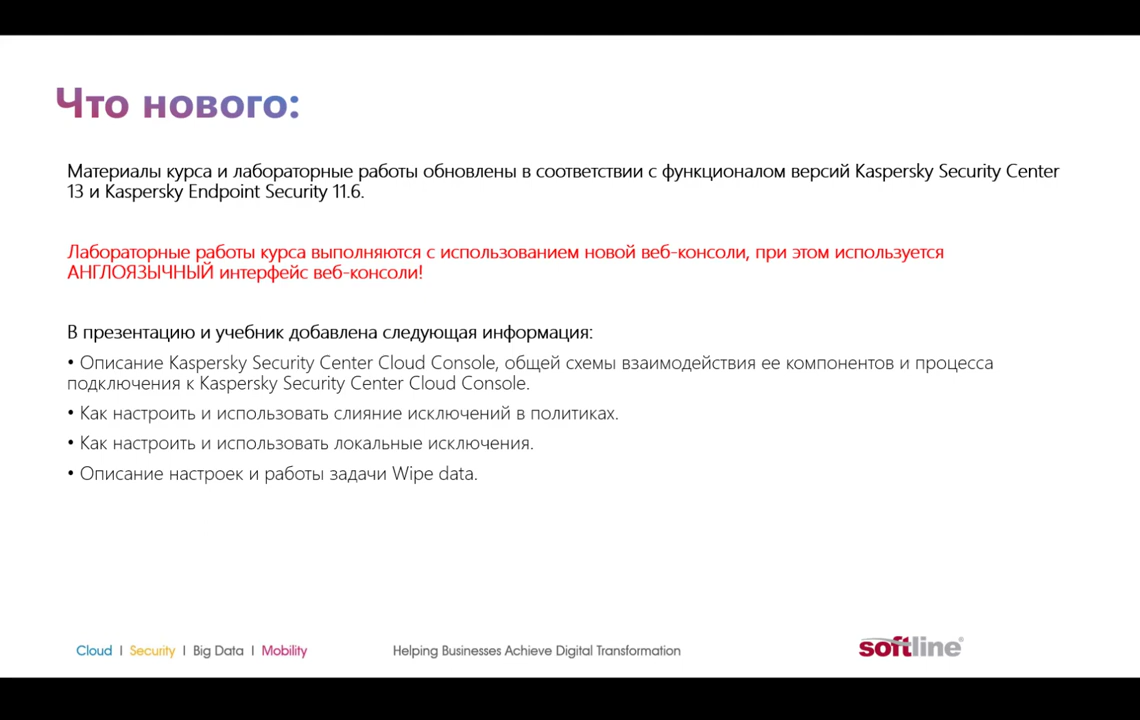 Что нового:
Материалы курса и лабораторные работы обновлены в соответствии с функционалом версий Kaspersky Security Center
13 и Kaspersky Endpoint Security 11.6.
Лабораторные работы курса выполняются с использованием новой веб-консоли, при этом используется
АНГЛОЯЗЫЧНЫЙ интерфейс веб-консоли!
В презентацию и учебник добавлена следующая информация:
• Описание Kaspersky Security Center Cloud Console, общей схемы взаимодействия ее компонентов и процесса
подключения к Kaspersky Security Center Cloud Console.
• Как настроить и использовать слияние исключений в политиках.
• Как настроить и использовать локальные исключения.
• Описание настроек и работы задачи Wipe data.
Cloud | Security | Big Data | Mobility Helping Businesses Achieve Digital Transformation softline®